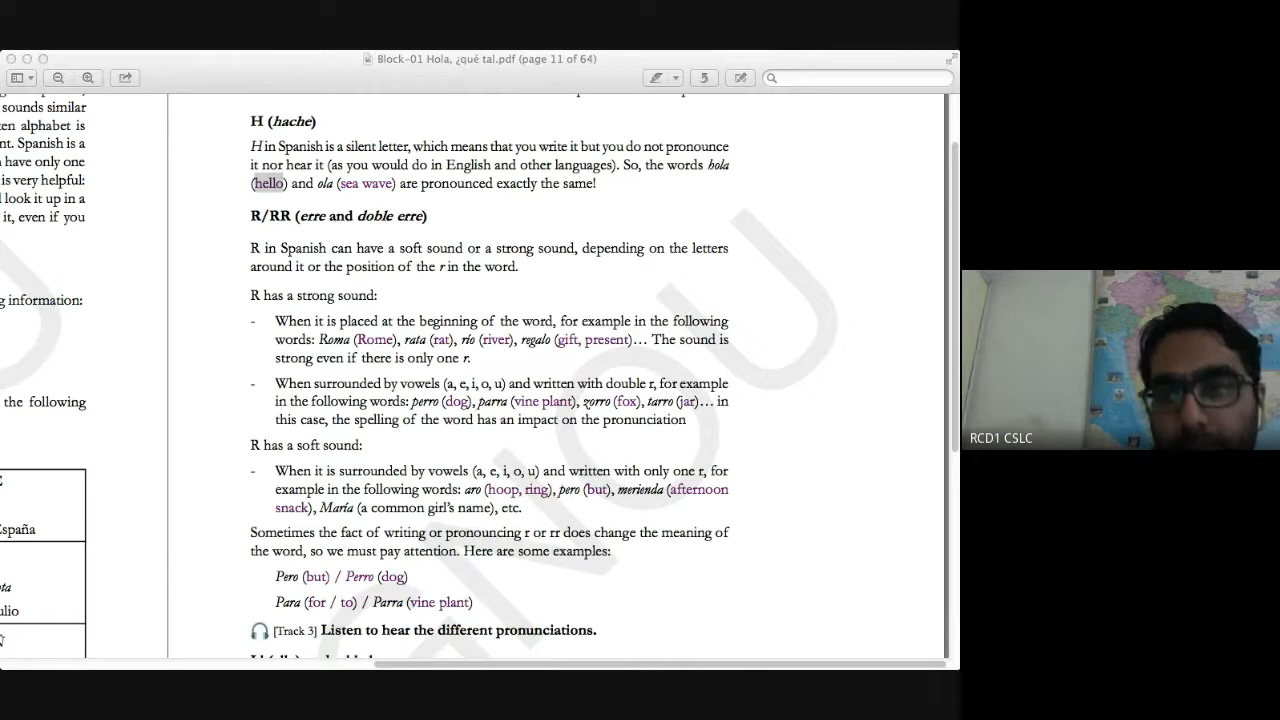 Block-01 Hola, ¿qué tal.pdf (page 11 of 64)
sounds similar
en alphabet is
nt. Spanish is a
have only one
is very helpful:
l look it up in a
it, even if you
g information:
the following
E
España
ota
ulio
H (hache)
H in Spanish is a silent letter, which means that you write it but you do not pronounce
it nor hear it (as you would do in English and other languages). So, the words hola
(hello) and ola (sea wave) are pronounced exactly the same!
R/RR (erre and doble erre)
R in Spanish can have a soft sound or a strong sound, depending on the letters
around it or the position of the r in the word.
R has a strong sound:
- When it is placed at the beginning of the word, for example in the following
words: Roma (Rome), rata (rat), río (river), regalo (gift, present)… The sound is
strong even if there is only one r.
- When surrounded by vowels (a, e, i, o, u) and written with double r, for example
in the following words: perro (dog), parra (vine plant), zorro (fox), tarro (jar)… in
this case, the spelling of the word has an impact on the pronunciation
R has a soft sound:
- When it is surrounded by vowels (a, e, i, o, u) and written with only one r, for
example in the following words: aro (hoop, ring), pero (but), merienda (afternoon
snack), María (a common girl's name), etc.
Sometimes the fact of writing or pronouncing r or rr does change the meaning of
the word, so we must pay attention. Here are some examples:
Pero (but) / Perro (dog)
Para (for / to) / Parra (vine plant)
[Track 3] Listen to hear the different pronunciations.
RCD1 CSLC